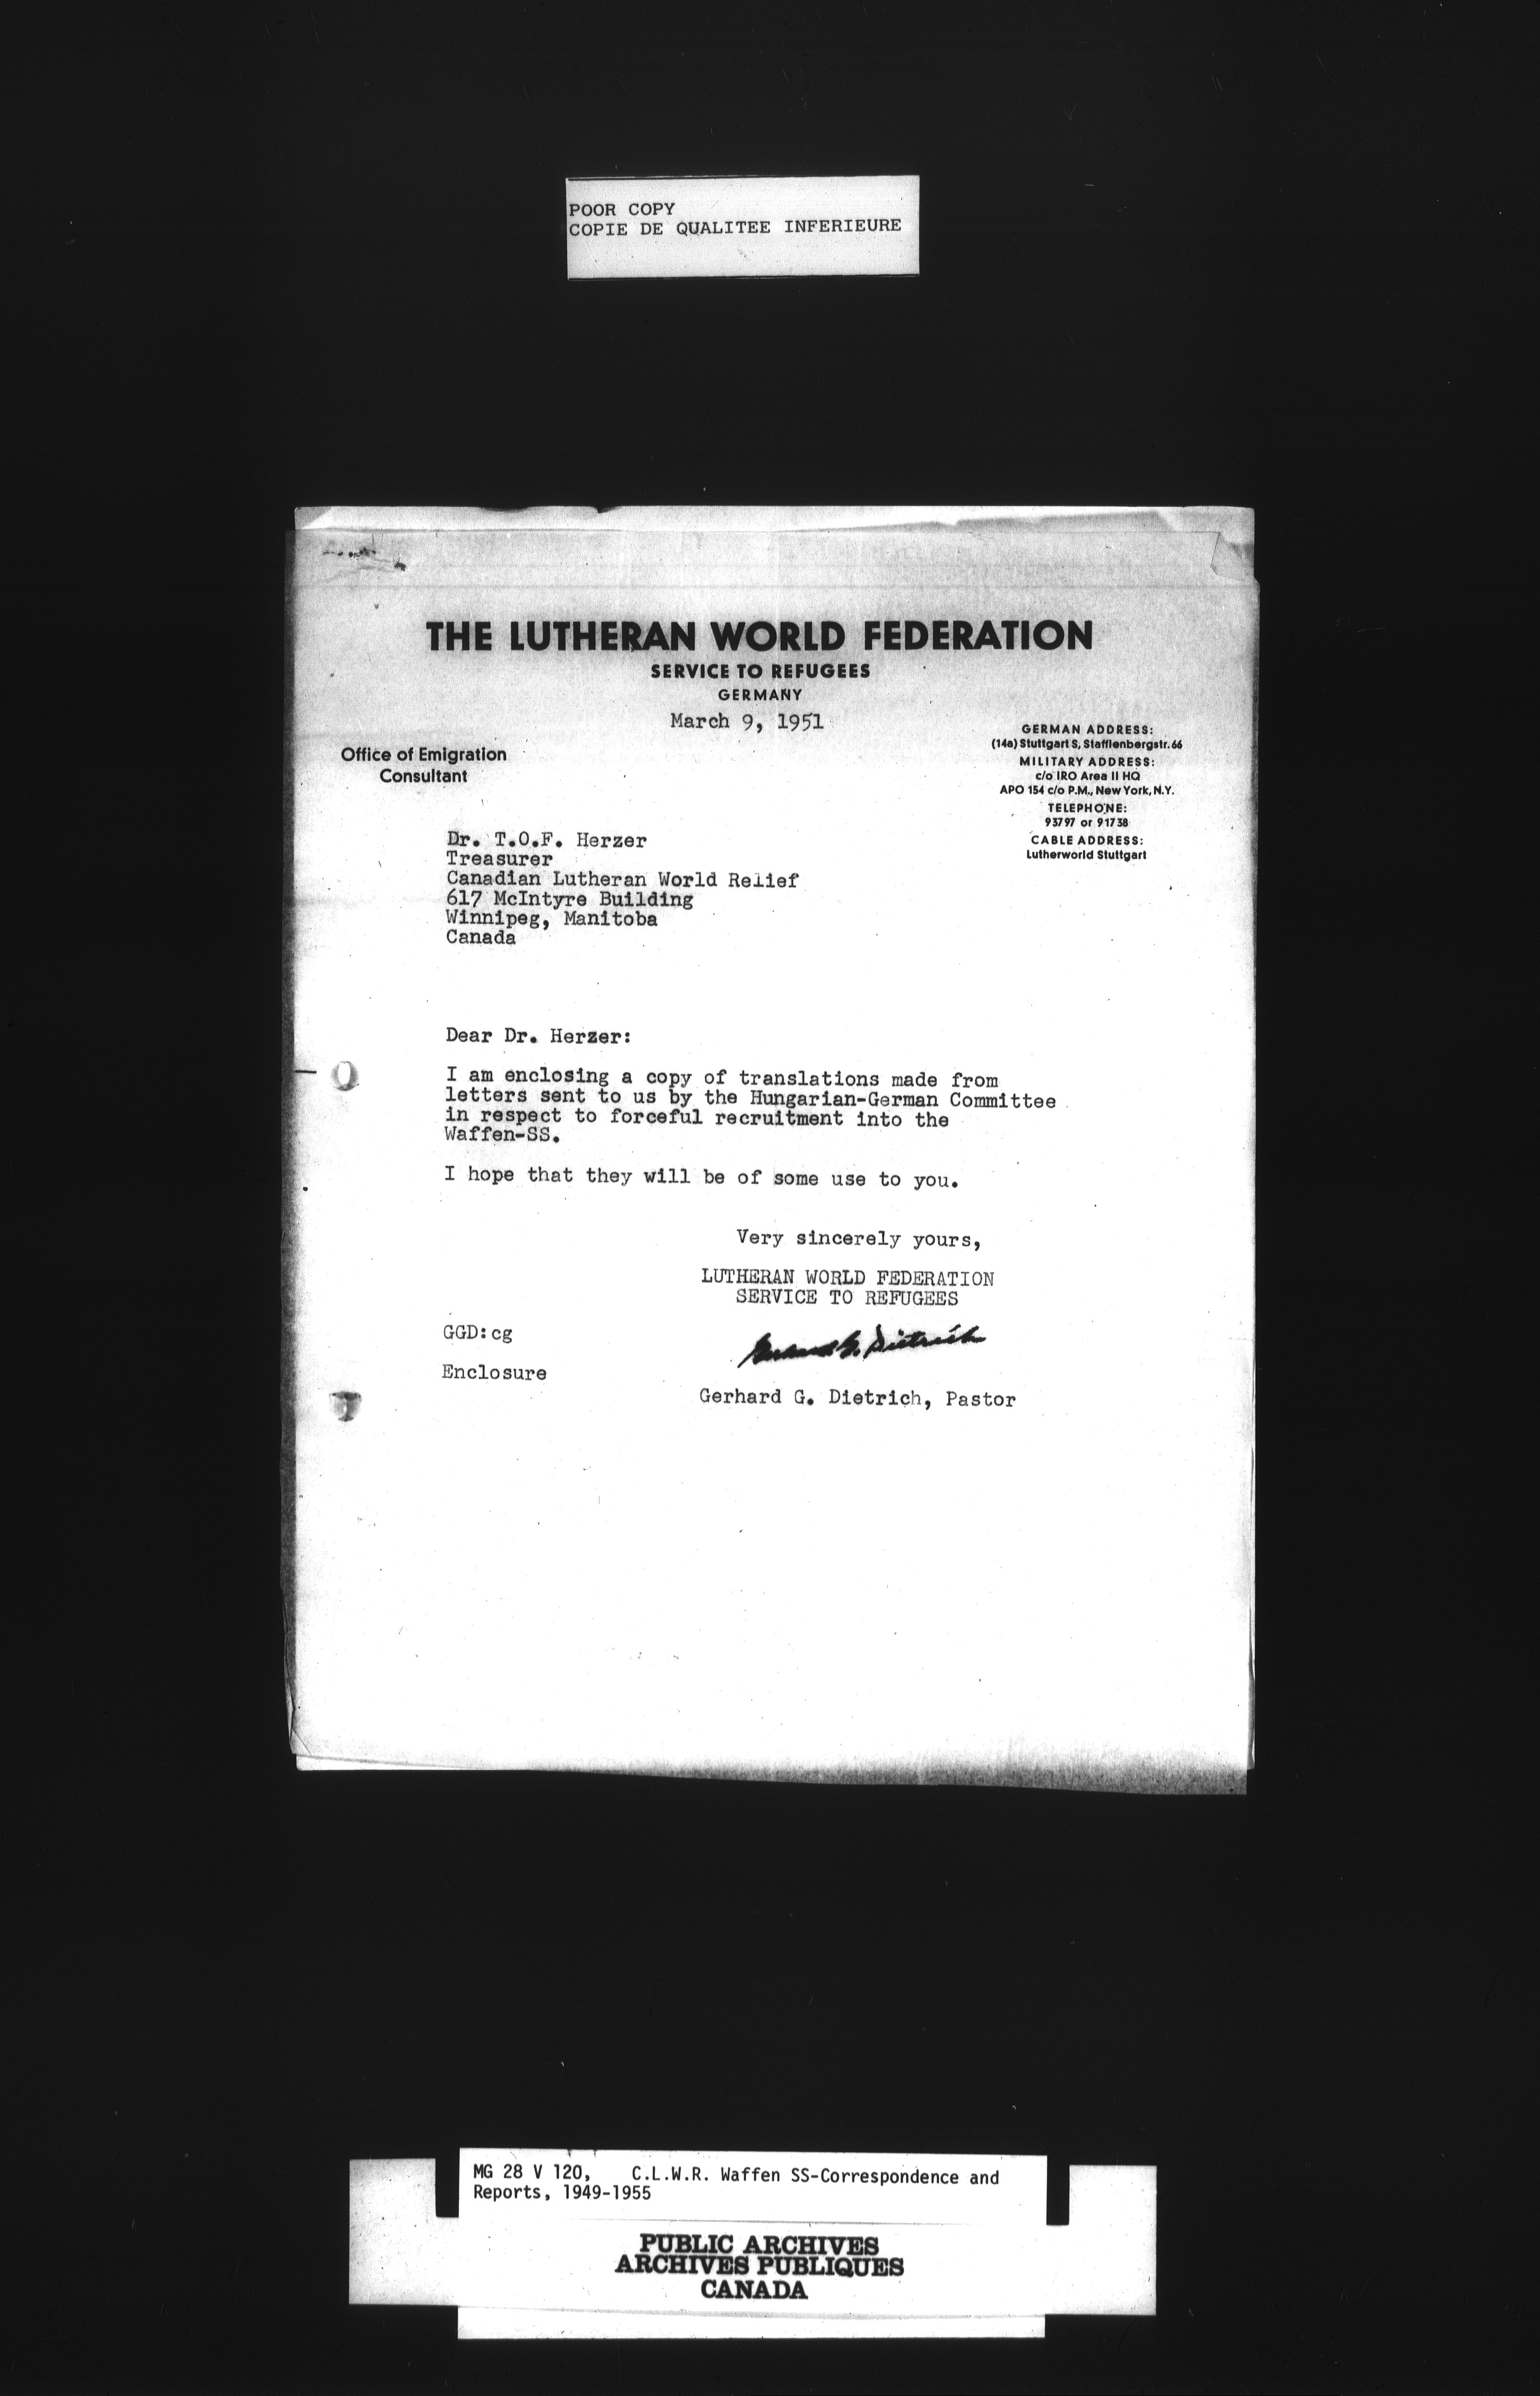 POOR COPY
COPIE DE QUALITEE INFERIEURE
THE LUTHERAN WORLD FEDERATION
SERVICE TO REFUGEES
GERMANY
March 9, 1951
Office of Emigration
Consultant
GERMAN ADDRESS:
(14a) Stuttgart S, Stafflenbergstr. 66
MILITARY ADDRESS:
c/o IRO Area II HQ
APO 154 c/o P.M., New York, N.Y.
TELEPHONE:
93797 or 91738
CABLE ADDRESS:
Lutherworld Stuttgart
Dr. T.O.F. Herzer
Treasurer
Canadian Lutheran World Relief
617 McIntyre Building
Winnipeg, Manitoba
Canada
Dear Dr. Herzer:
I am enclosing a copy of translations made from
letters sent to us by the Hungarian-German Committee
in respect to forceful recruitment into the
Waffen-SS.
I hope that they will be of some use to you.
Very sincerely yours,
LUTHERAN WORLD FEDERATION
SERVICE TO REFUGEES
GGD:cg
Gerhard G. Dietrich
Enclosure
Gerhard G. Dietrich, Pastor
MG 28 V 120, C.L.W.R. Waffen SS-Correspondence and
Reports, 1949-1955
PUBLIC ARCHIVES
ARCHIVES PUBLIQUES
CANADA